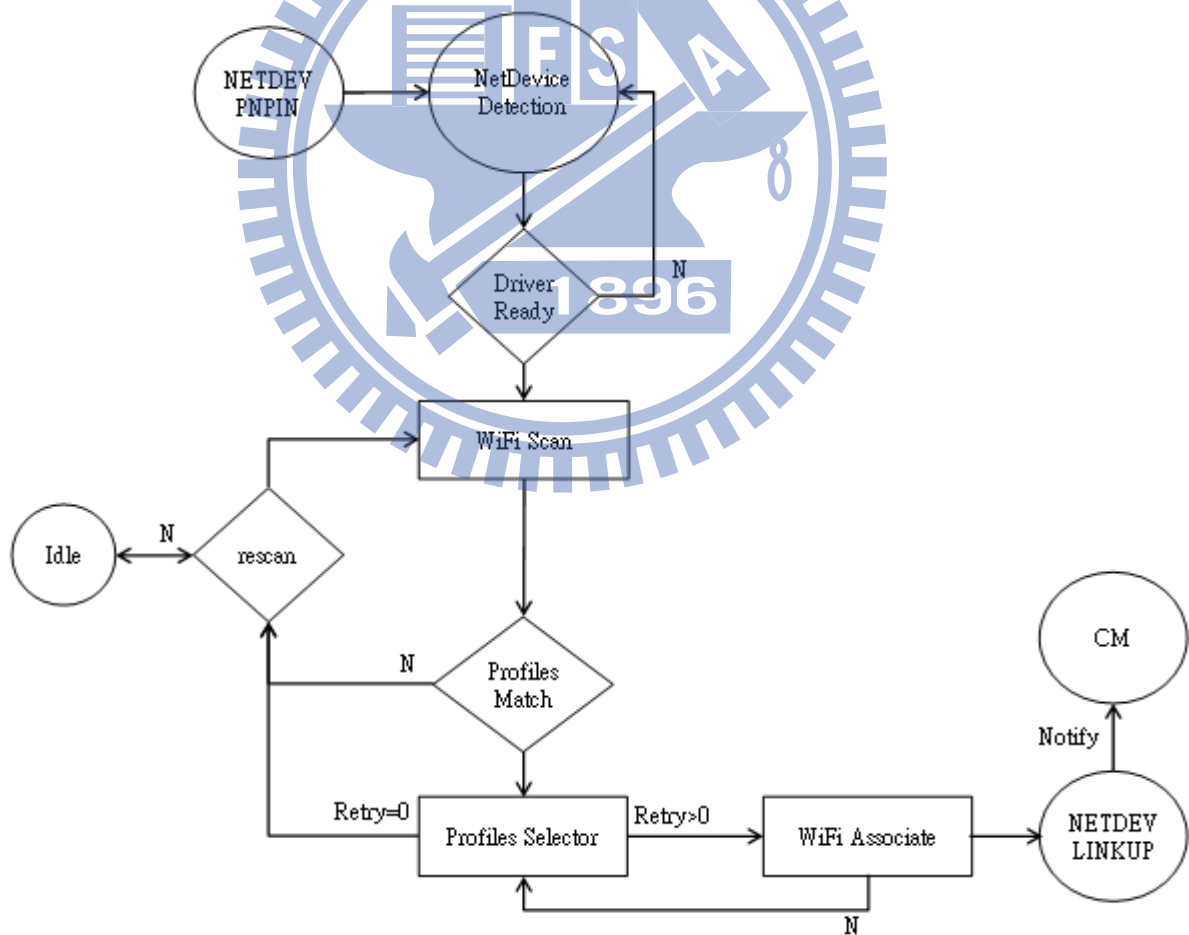 NETDEV
PNPIN
NetDevice
Detection
E S A
8
N
Driver
Ready
1896
WiFi Scan
Idle
N
rescan
N
Profiles
Match
CM
Notify
Retry=0
Profiles Selector
Retry>0
WiFi Associate
NETDEV
LINKUP
N